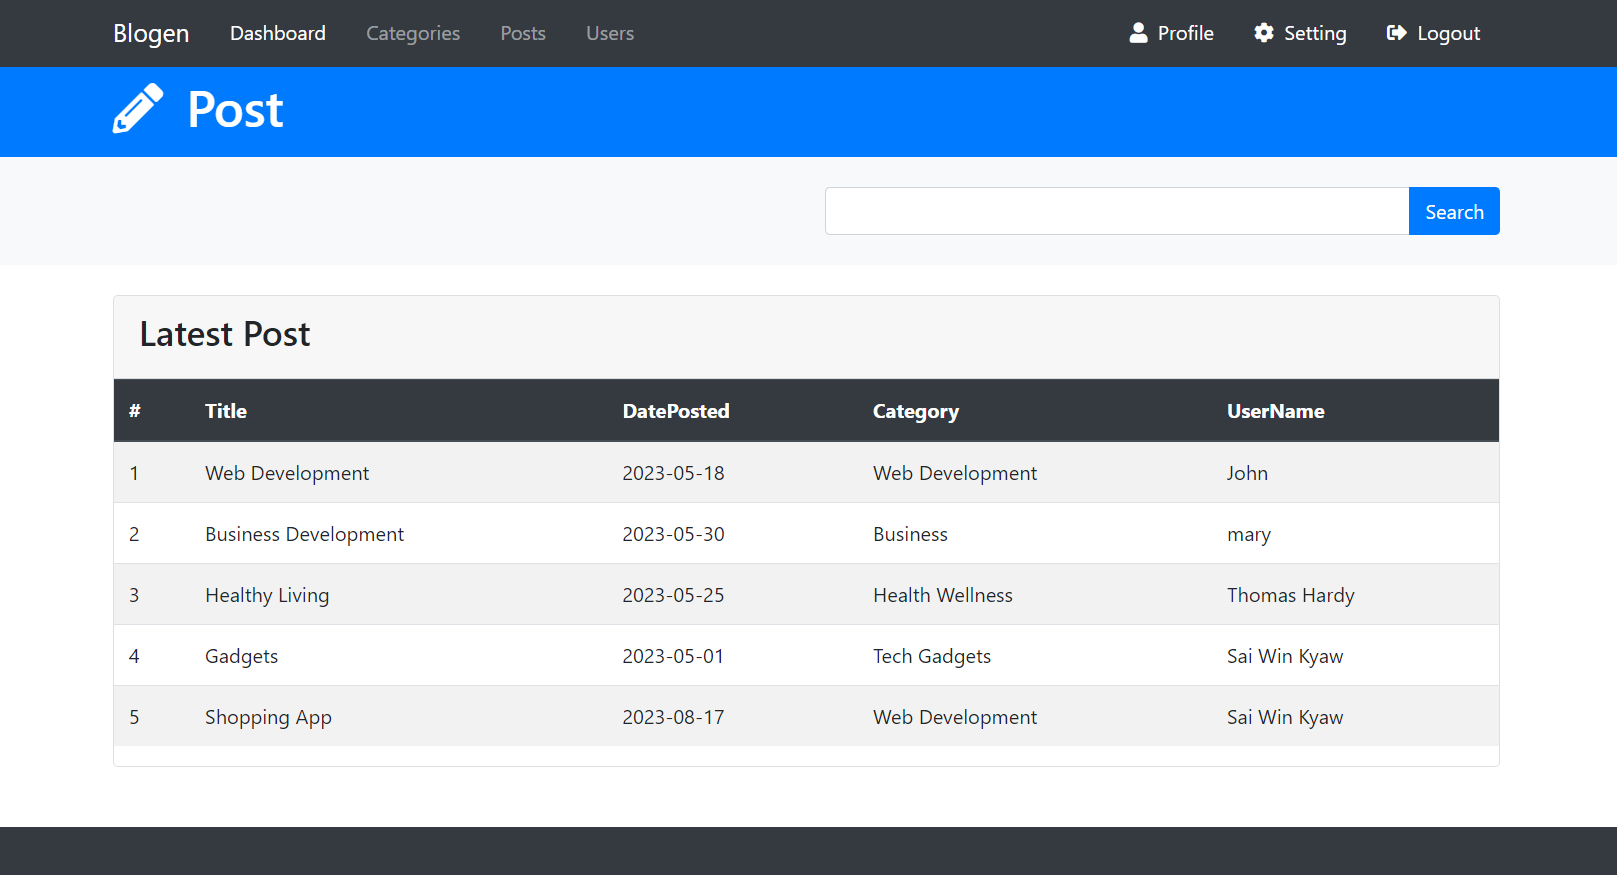 Blogen Dashboard Categories Posts Users Profile Setting Logout
Post
Search
Latest Post
# Title DatePosted Category UserName
1 Web Development 2023-05-18 Web Development John
2 Business Development 2023-05-30 Business mary
3 Healthy Living 2023-05-25 Health Wellness Thomas Hardy
4 Gadgets 2023-05-01 Tech Gadgets Sai Win Kyaw
5 Shopping App 2023-08-17 Web Development Sai Win Kyaw